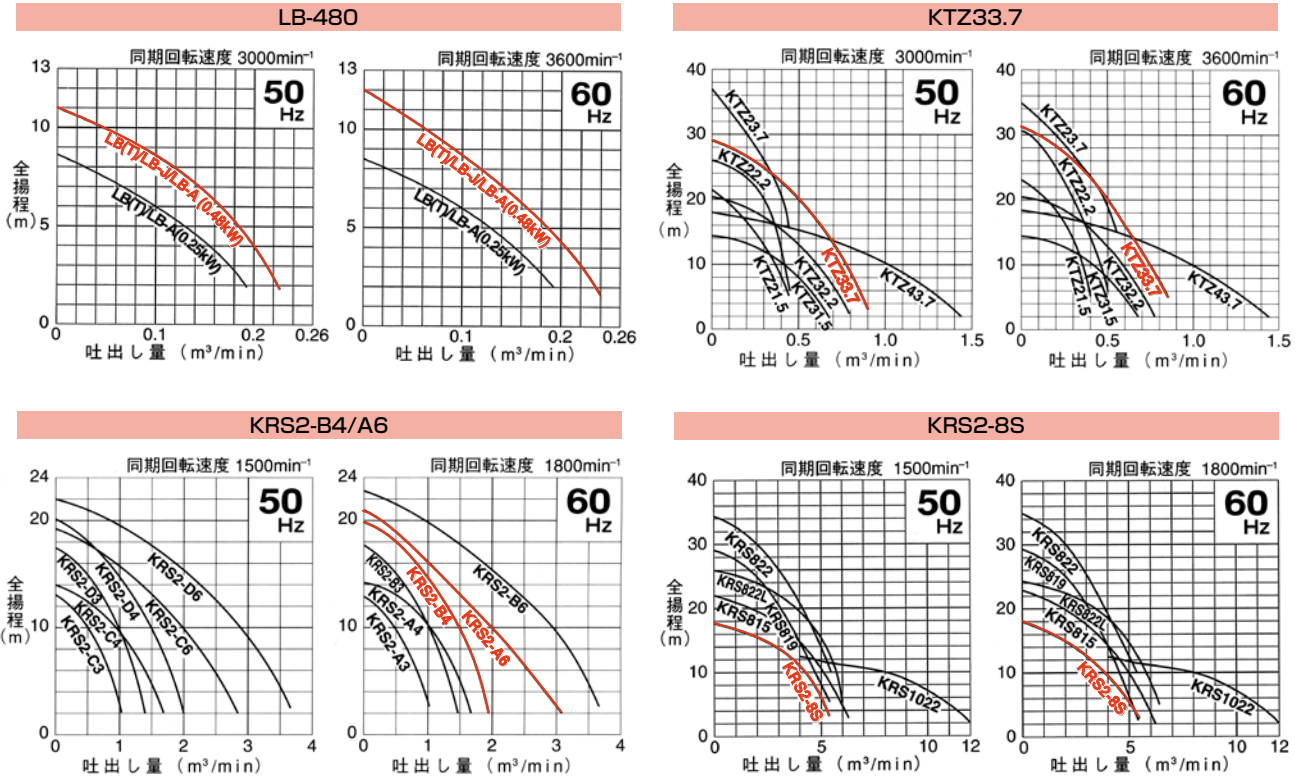 LB-480
同期回転速度 3000min⁻¹
50
Hz
13
10
5
0
全揚程(m)
LB(T)/LB-J/LB-A (0.48kW)
LB(T)/LB-A(0.25kW)
0 0.1 0.2 0.26
吐出し量 (m³/min)
同期回転速度 3600min⁻¹
60
Hz
13
10
5
0
LB(T)/LB-J/LB-A(0.48kW)
LB(T)/LB-A(0.25kW)
0 0.1 0.2 0.26
吐出し量 (m³/min)
KTZ33.7
同期回転速度 3000min⁻¹
50
Hz
40
30
20
10
0
全揚程(m)
KTZ23.7
KTZ22.2
KTZ21.5
KTZ32.2
KTZ31.5
KTZ33.7
KTZ43.7
0 0.5 1.0 1.5
吐出し量 (m³/min)
同期回転速度 3600min⁻¹
60
Hz
40
30
20
10
0
KTZ23.7
KTZ22.2
KTZ21.5
KTZ31.5
KTZ32.2
KTZ33.7
KTZ43.7
0 0.5 1.0 1.5
吐出し量 (m³/min)
KRS2-B4/A6
同期回転速度 1500min⁻¹
50
Hz
24
20
10
0
全揚程(m)
KRS2-D6
KRS2-D3
KRS2-D4
KRS2-C6
KRS2-C4
KRS2-C3
0 1 2 3 4
吐出し量 (m³/min)
同期回転速度 1800min⁻¹
60
Hz
24
20
10
0
KRS2-B6
KRS2-B3
KRS2-B4
KRS2-A6
KRS2-A4
KRS2-A3
0 1 2 3 4
吐出し量 (m³/min)
KRS2-8S
同期回転速度 1500min⁻¹
50
Hz
40
30
20
10
0
全揚程(m)
KRS822
KRS822L
KRS819
KRS815
KRS2-8S
KRS1022
0 5 10 12
吐出し量 (m³/min)
同期回転速度 1800min⁻¹
60
Hz
40
30
20
10
0
KRS822
KRS819
KRS822L
KRS815
KRS2-8S
KRS1022
0 5 10 12
吐出し量 (m³/min)